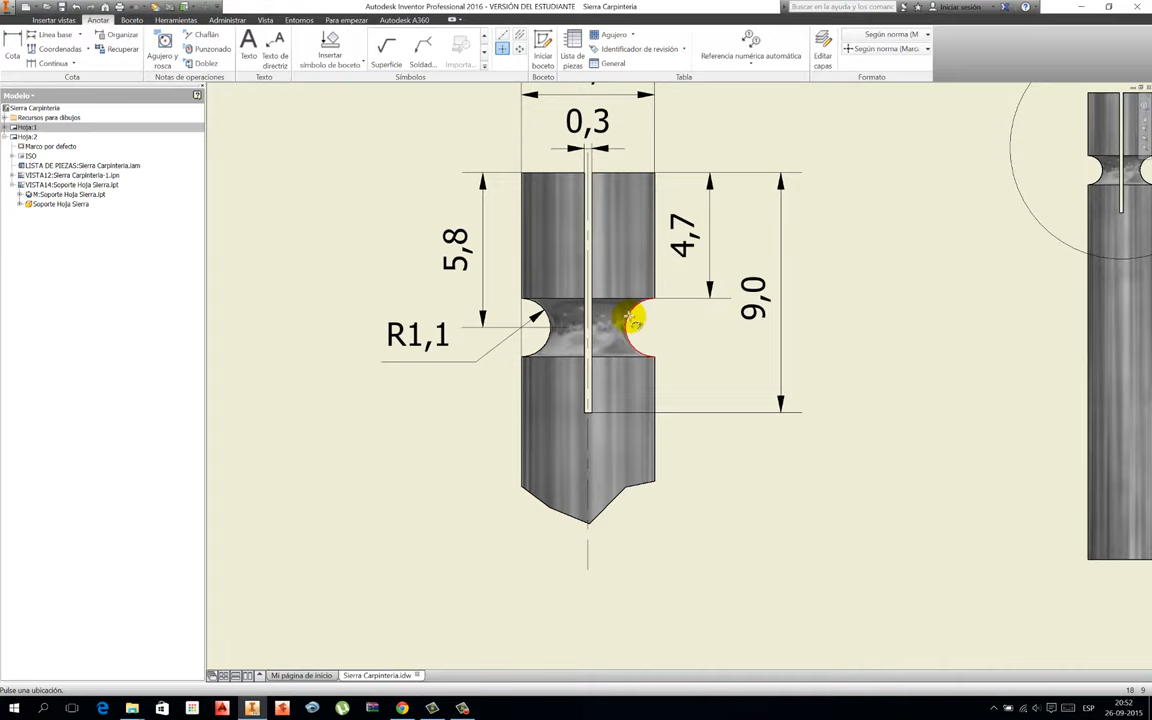 Autodesk Inventor Professional 2016 - VERSIÓN DEL ESTUDIANTE Sierra Carpinteria
Buscar en la ayuda y los comanc
Iniciar sesión
Insertar vistas Anotar Boceto Herramientas Administrar Vista Entornos Para empezar Autodesk A360
Cota
Línea base
Coordenadas
Continua
Organizar
Recuperar
Cota
Agujero y rosca
Chaflán
Punzonado
Doblez
Notas de operaciones
Texto
Texto de directriz
Texto
Insertar símbolo de boceto
Superficie
Soldad...
Importa...
Símbolos
Iniciar boceto
Boceto
Lista de piezas
Agujero
Identificador de revisión
General
Referencia numérica automática
Tabla
Editar capas
Según norma (M
Según norma (Marc
Formato
Modelo
Sierra Carpinteria
Recursos para dibujos
Hoja:1
Hoja:2
Marco por defecto
ISO
LISTA DE PIEZAS:Sierra Carpinteria.iam
VISTA12:Sierra Carpinteria-1.ipn
VISTA14:Soporte Hoja Sierra.ipt
M:Soporte Hoja Sierra.ipt
Soporte Hoja Sierra
0,3
5,8
4,7
9,0
R1,1
Mi página de inicio
Sierra Carpinteria.idw
Pulse una ubicación.
18 9
ESP
20:52
26-09-2015